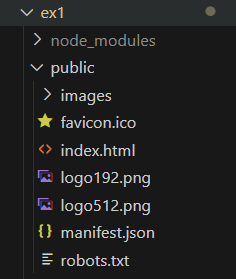 ex1
node_modules
public
images
favicon.ico
index.html
logo192.png
logo512.png
manifest.json
robots.txt